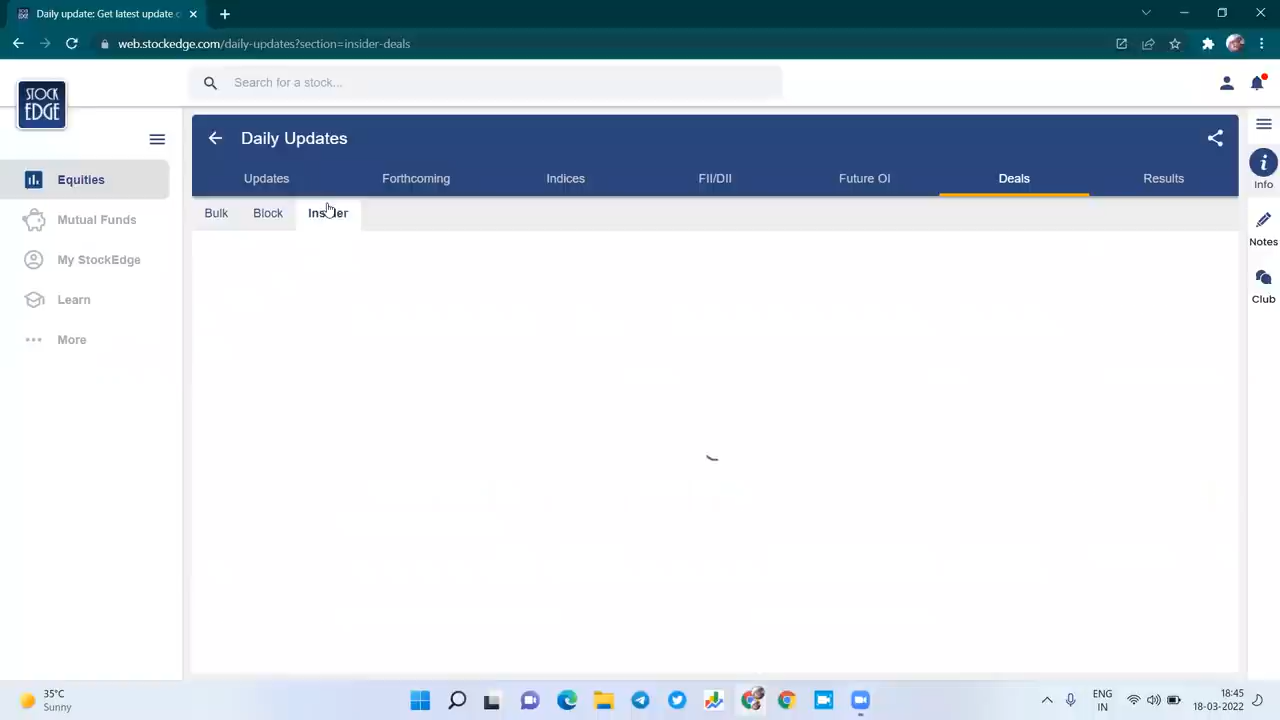 Daily update: Get latest update o
web.stockedge.com/daily-updates?section=insider-deals
STOCK
EDGE
Search for a stock...
Daily Updates
Updates
Forthcoming
Indices
FII/DII
Future OI
Deals
Results
Bulk
Block
Insider
Equities
Mutual Funds
My StockEdge
Learn
More
Info
Notes
Club
35°C
Sunny
ENG
IN
18:45
18-03-2022